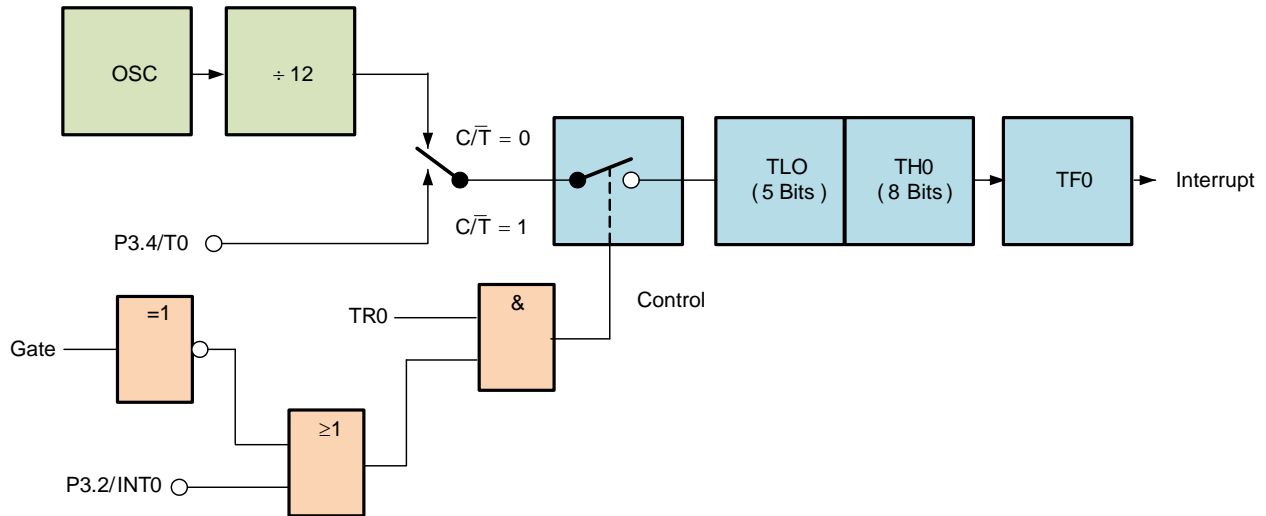 OSC
÷ 12
C/T̅ = 0
C/T̅ = 1
P3.4/T0
TLO
( 5 Bits )
TH0
( 8 Bits )
TF0
Interrupt
Control
TR0
&
=1
Gate
≥1
P3.2/INT0